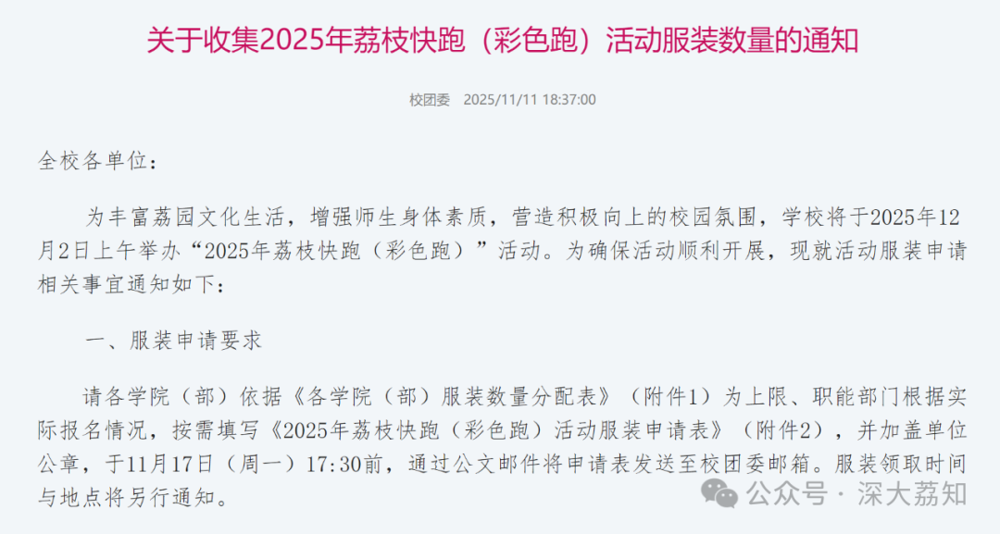 关于收集2025年荔枝快跑（彩色跑）活动服装数量的通知
校团委 2025/11/11 18:37:00
全校各单位：
为丰富荔园文化生活，增强师生身体素质，营造积极向上的校园氛围，学校将于2025年12
月2日上午举办“2025年荔枝快跑（彩色跑）”活动。为确保活动顺利开展，现就活动服装申请
相关事宜通知如下：
一、服装申请要求
请各学院（部）依据《各学院（部）服装数量分配表》（附件1）为上限、职能部门根据实
际报名情况，按需填写《2025年荔枝快跑（彩色跑）活动服装申请表》（附件2），并加盖单位
公章，于11月17日（周一）17:30前，通过公文邮件将申请表发送至校团委邮箱。服装领取时间
与地点将另行通知。
公众号·深大荔知